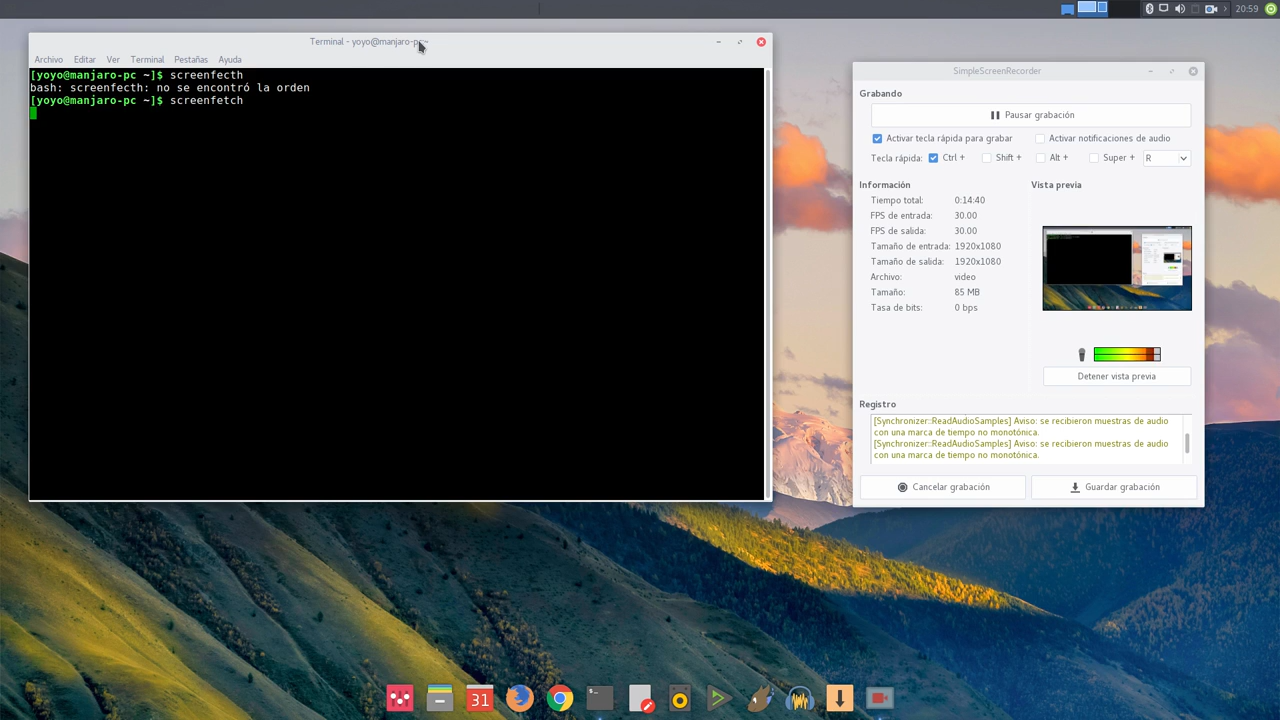 20:59
Terminal - yoyo@manjaro-pc:~
Archivo Editar Ver Terminal Pestañas Ayuda
[yoyo@manjaro-pc ~]$ screenfecth
bash: screenfecth: no se encontró la orden
[yoyo@manjaro-pc ~]$ screenfetch
SimpleScreenRecorder
Grabando
Pausar grabación
Activar tecla rápida para grabar Activar notificaciones de audio
Tecla rápida: Ctrl + Shift + Alt + Super + R
Información
Tiempo total: 0:14:40
FPS de entrada: 30.00
FPS de salida: 30.00
Tamaño de entrada: 1920x1080
Tamaño de salida: 1920x1080
Archivo: video
Tamaño: 85 MB
Tasa de bits: 0 bps
Vista previa
Detener vista previa
Registro
[Synchronizer::ReadAudioSamples] Aviso: se recibieron muestras de audio
con una marca de tiempo no monotónica.
[Synchronizer::ReadAudioSamples] Aviso: se recibieron muestras de audio
con una marca de tiempo no monotónica.
Cancelar grabación Guardar grabación
31